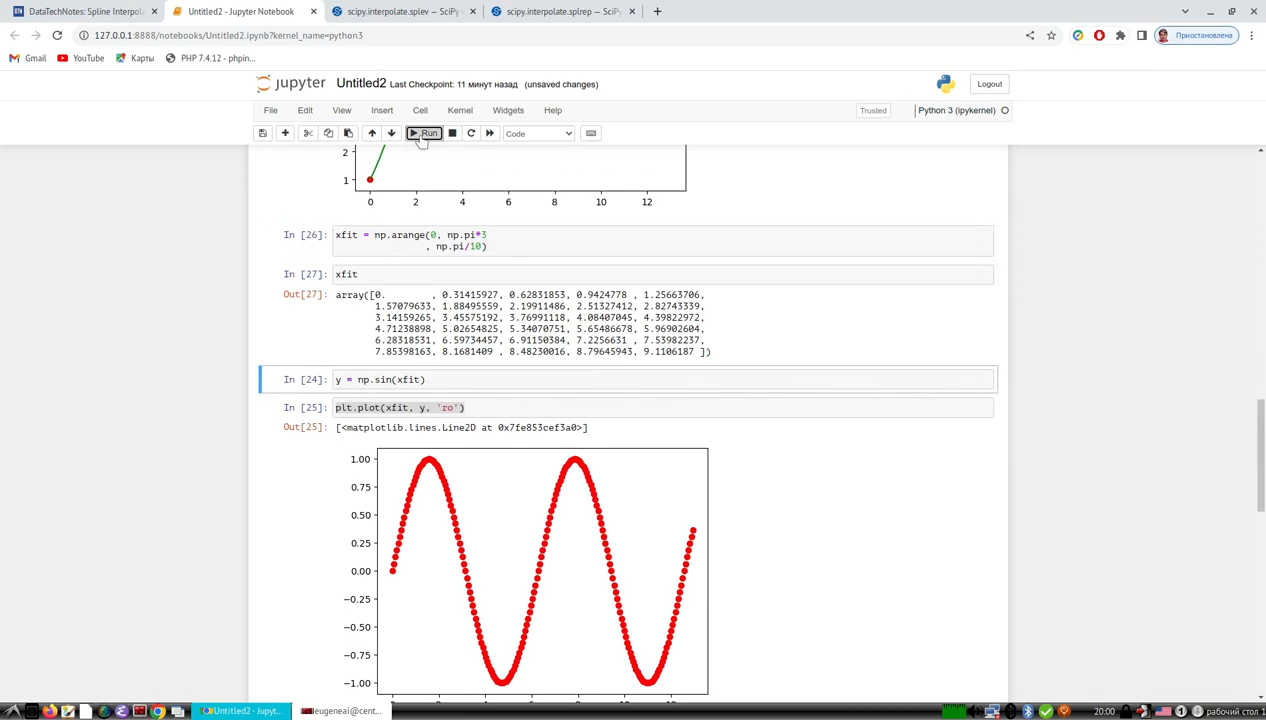 DataTechNotes: Spline Interpola
Untitled2 - Jupyter Notebook
scipy.interpolate.splev — SciPy
scipy.interpolate.splrep — SciPy
127.0.0.1:8888/notebooks/Untitled2.ipynb?kernel_name=python3
Приостановлена
Gmail
YouTube
Карты
PHP 7.4.12 - phpin...
jupyter Untitled2 Last Checkpoint: 11 минут назад (unsaved changes)
Logout
File Edit View Insert Cell Kernel Widgets Help
Trusted
Python 3 (ipykernel)
Run
Code
2
1
0 2 4 6 8 10 12
In [26]: xfit = np.arange(0, np.pi*3
, np.pi/10)
In [27]: xfit
Out[27]: array([0. , 0.31415927, 0.62831853, 0.9424778 , 1.25663706,
1.57079633, 1.88495559, 2.19911486, 2.51327412, 2.82743339,
3.14159265, 3.45575192, 3.76991118, 4.08407045, 4.39822972,
4.71238898, 5.02654825, 5.34070751, 5.65486678, 5.96902604,
6.28318531, 6.59734457, 6.91150384, 7.2256631 , 7.53982237,
7.85398163, 8.1681409 , 8.48230016, 8.79645943, 9.1106187 ])
In [24]: y = np.sin(xfit)
In [25]: plt.plot(xfit, y, 'ro')
Out[25]: [<matplotlib.lines.Line2D at 0x7fe853cef3a0>]
1.00
0.75
0.50
0.25
0.00
−0.25
−0.50
−0.75
−1.00
Untitled2 - Jupyt...
ieugeneai@cent...
20:00
1
2
рабочий стол 1